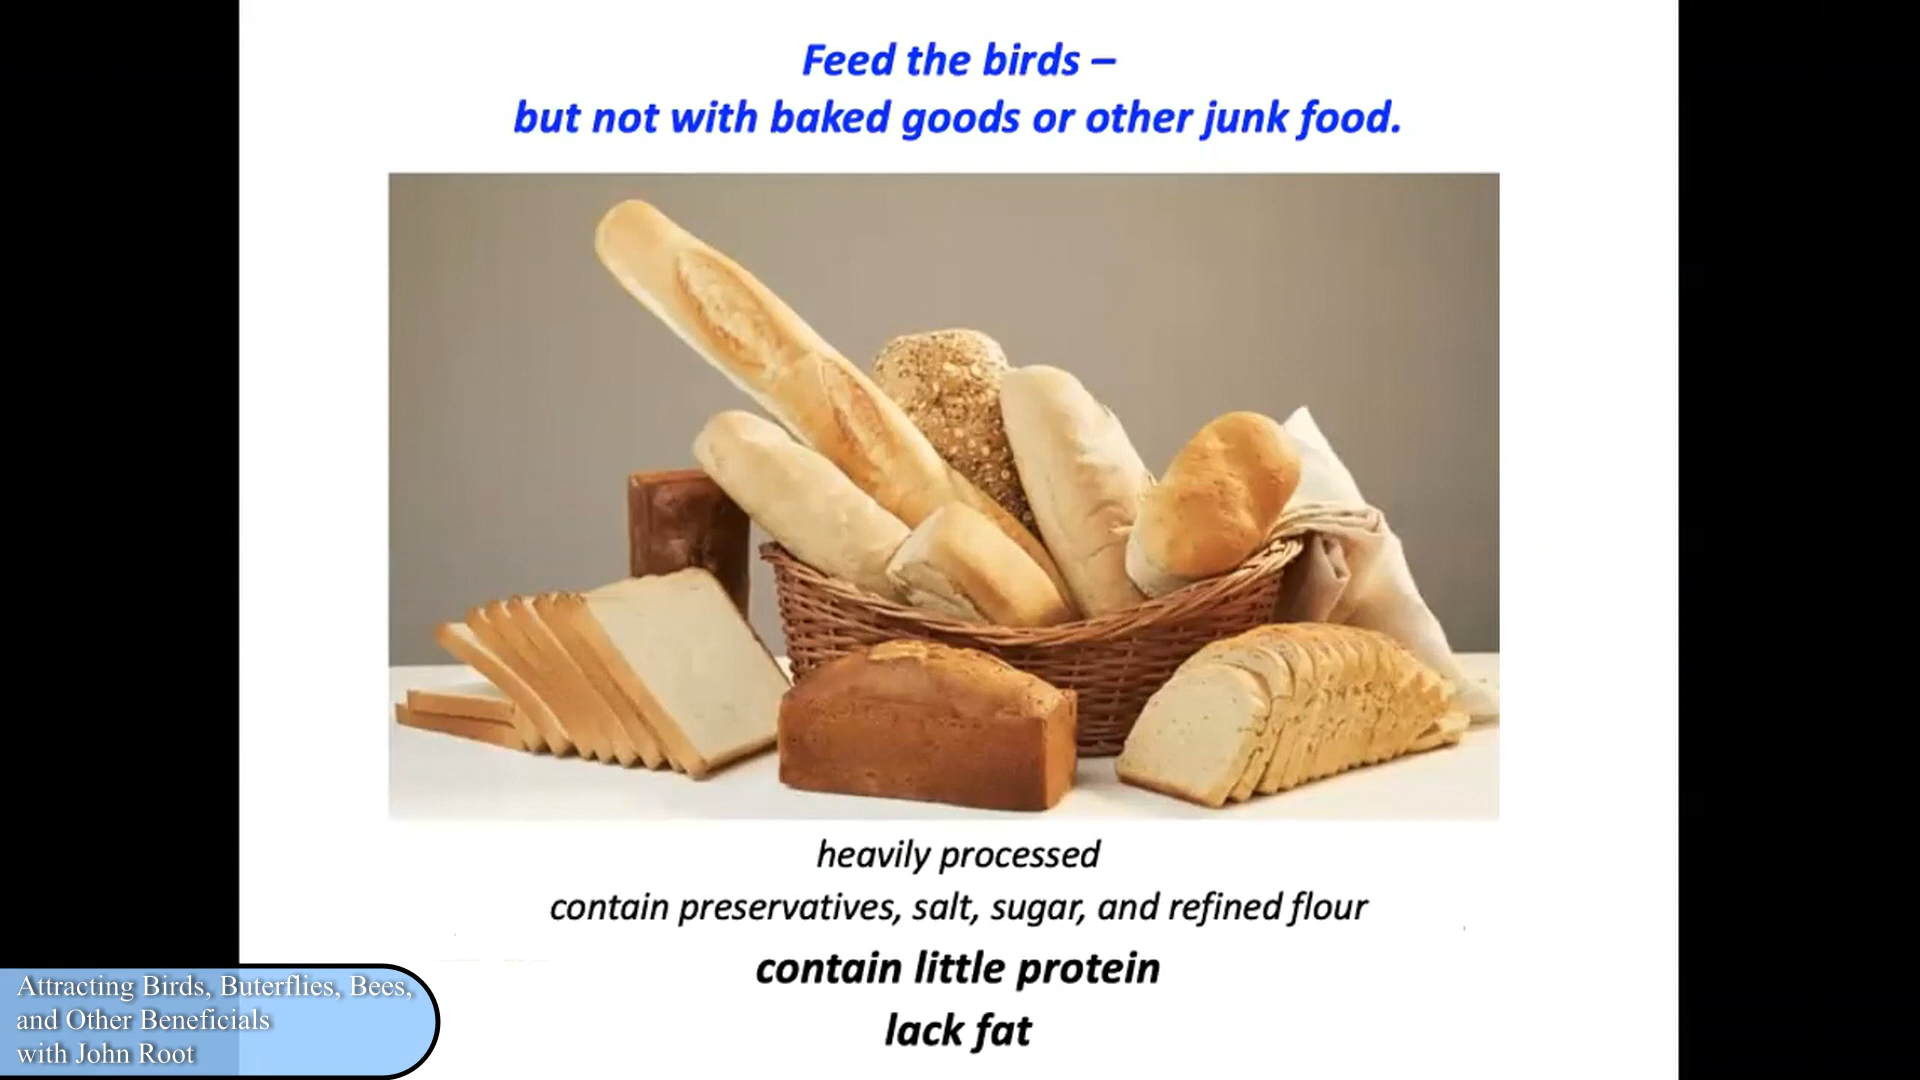 Feed the birds –
but not with baked goods or other junk food.
heavily processed
contain preservatives, salt, sugar, and refined flour
contain little protein
lack fat
Attracting Birds, Buterflies, Bees,
and Other Beneficials
with John Root